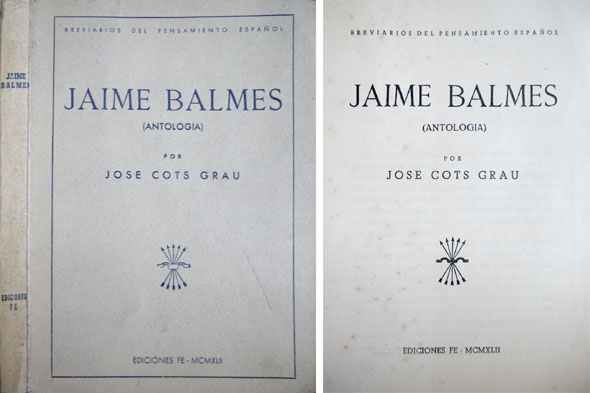 JAIME
BALMES
EDICIONES
FE
BREVIARIOS DEL PENSAMIENTO ESPAÑOL
JAIME BALMES
(ANTOLOGIA)
POR
JOSE COTS GRAU
EDICIONES FE - MCMXLII
BREVIARIOS DEL PENSAMIENTO ESPAÑOL
JAIME BALMES
(ANTOLOGIA)
POR
JOSE COTS GRAU
EDICIONES FE - MCMXLII